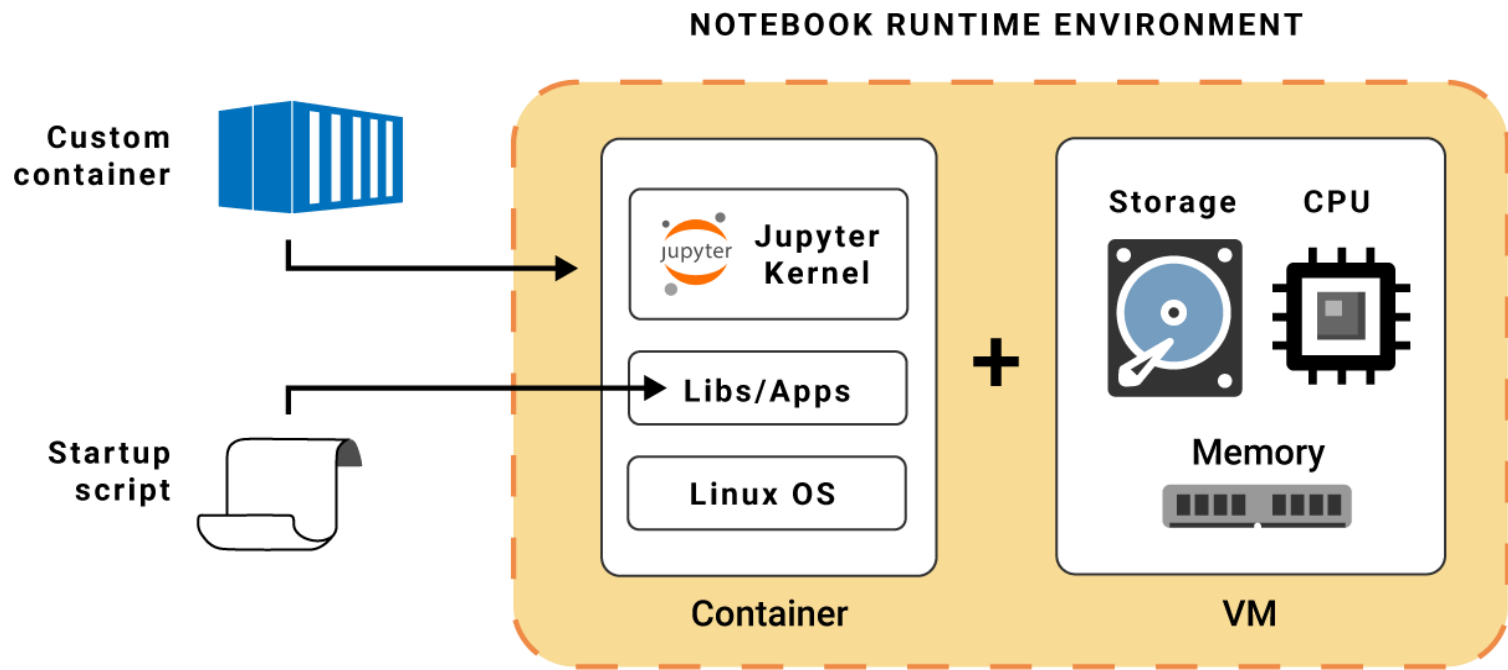 NOTEBOOK RUNTIME ENVIRONMENT
Custom
container
Startup
script
jupyter
Jupyter
Kernel
Libs/Apps
Linux OS
Container
Storage
CPU
Memory
VM